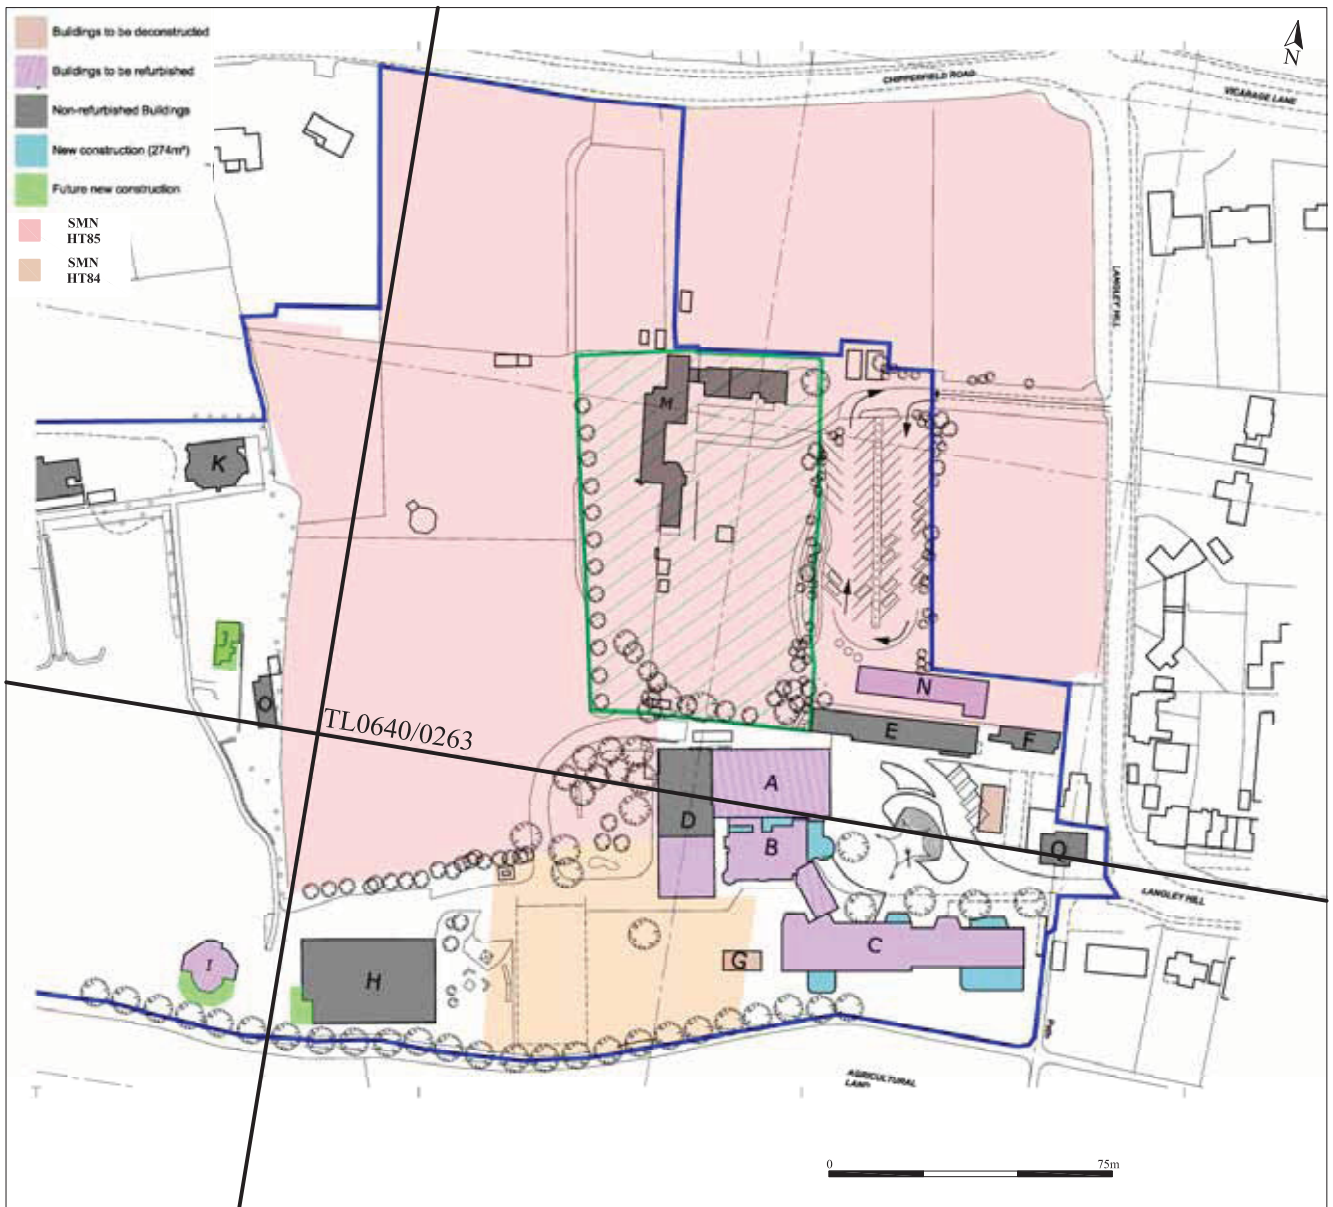 Buildings to be deconstructed
Buildings to be refurbished
Non-refurbished Buildings
New construction (274m²)
Future new construction
SMN
HT85
SMN
HT84
N
CHIPPERFIELD ROAD
VICARAGE LANE
LANGLEY HILL
M
K
J
O
N
E
F
TL0640/0263
A
D
B
Q
LANGLEY HILL
C
G
I
H
AGRICULTURAL
LAND
0 75m